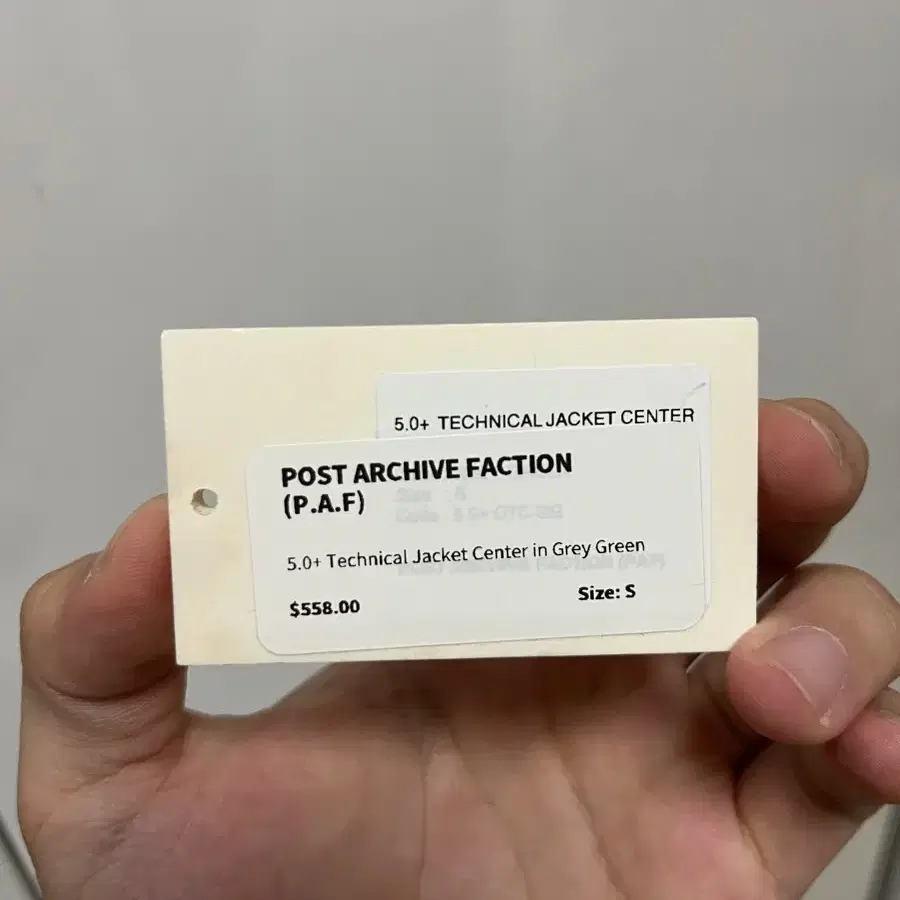 5.0+ TECHNICAL JACKET CENTER
POST ARCHIVE FACTION
(P.A.F)
5.0+ Technical Jacket Center in Grey Green
$558.00
Size: S